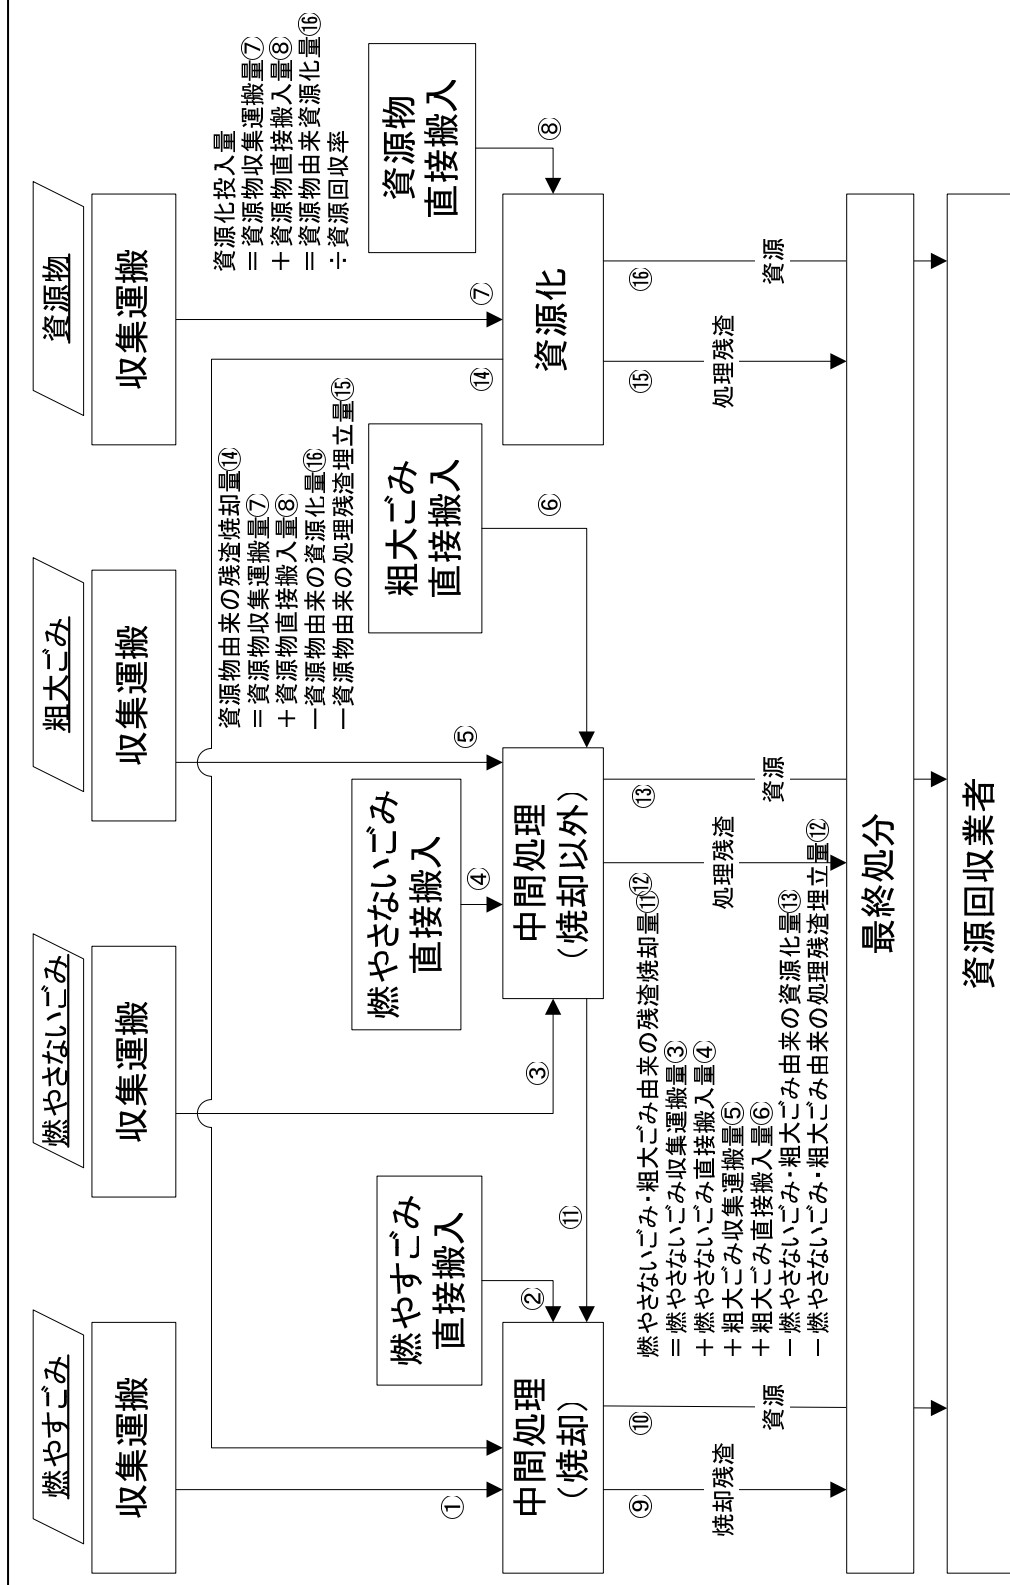 燃やすごみ
燃やさないごみ
粗大ごみ
資源物
収集運搬
収集運搬
収集運搬
収集運搬
資源化投入量
＝資源物収集運搬量⑦
＋資源物直接搬入量⑧
＝資源物由来資源化量⑯
÷資源回収率
資源物由来の残渣焼却量⑭
＝資源物収集運搬量⑦
＋資源物直接搬入量⑧
－資源物由来の資源化量⑯
－資源物由来の処理残渣埋立量⑮
燃やすごみ
直接搬入
燃やさないごみ
直接搬入
粗大ごみ
直接搬入
資源物
直接搬入
①
②
③
④
⑤
⑥
⑦
⑧
⑪
⑭
中間処理
（焼却）
中間処理
（焼却以外）
資源化
⑨
⑩
⑫
⑬
⑮
⑯
燃やさないごみ・粗大ごみ由来の残渣焼却量⑪
＝燃やさないごみ収集運搬量③
＋燃やさないごみ直接搬入量④
＋粗大ごみ収集運搬量⑤
＋粗大ごみ直接搬入量⑥
－燃やさないごみ・粗大ごみ由来の資源化量⑬
－燃やさないごみ・粗大ごみ由来の処理残渣埋立量⑫
焼却残渣
資源
処理残渣
資源
処理残渣
資源
最終処分
資源回収業者